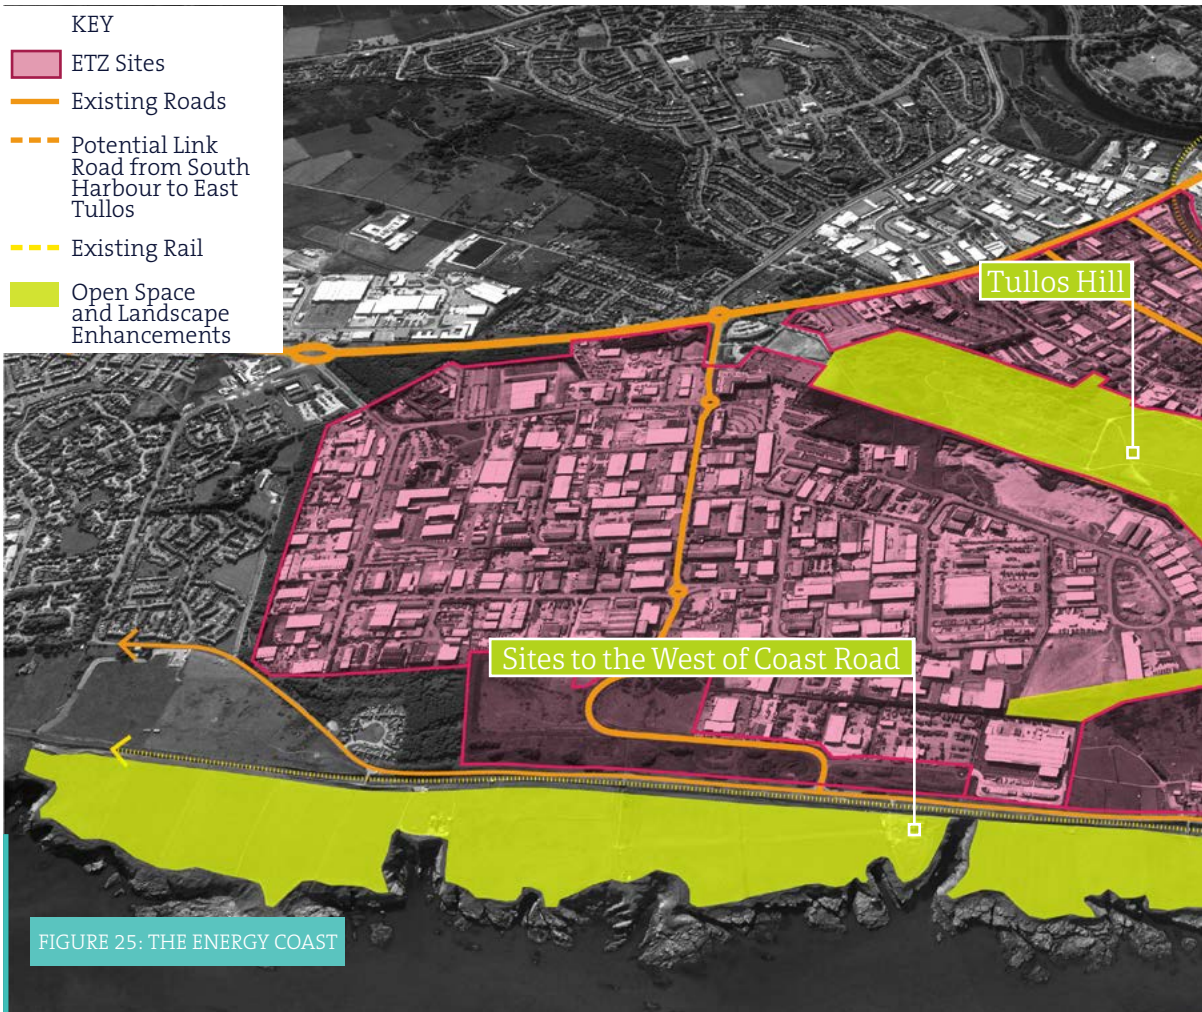 KEY
ETZ Sites
Existing Roads
Potential Link
Road from South
Harbour to East
Tullos
Existing Rail
Open Space
and Landscape
Enhancements
Tullos Hill
Sites to the West of Coast Road
FIGURE 25: THE ENERGY COAST